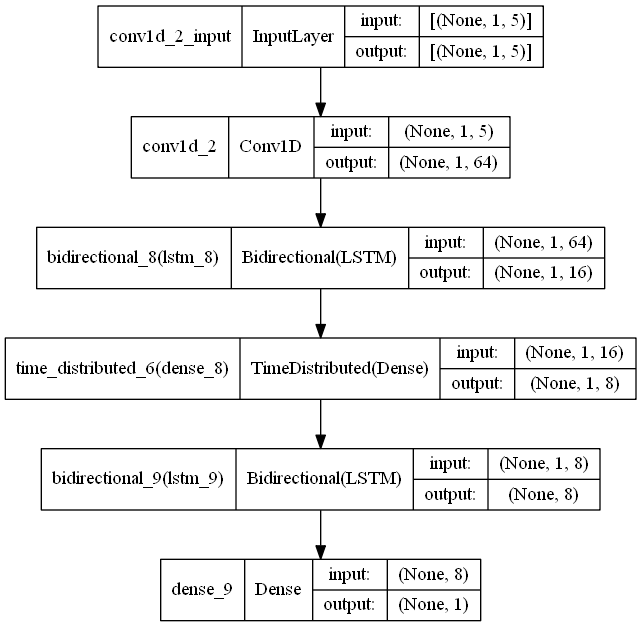 conv1d_2_input InputLayer input: [(None, 1, 5)]
output: [(None, 1, 5)]
conv1d_2 Conv1D input: (None, 1, 5)
output: (None, 1, 64)
bidirectional_8(lstm_8) Bidirectional(LSTM) input: (None, 1, 64)
output: (None, 1, 16)
time_distributed_6(dense_8) TimeDistributed(Dense) input: (None, 1, 16)
output: (None, 1, 8)
bidirectional_9(lstm_9) Bidirectional(LSTM) input: (None, 1, 8)
output: (None, 8)
dense_9 Dense input: (None, 8)
output: (None, 1)